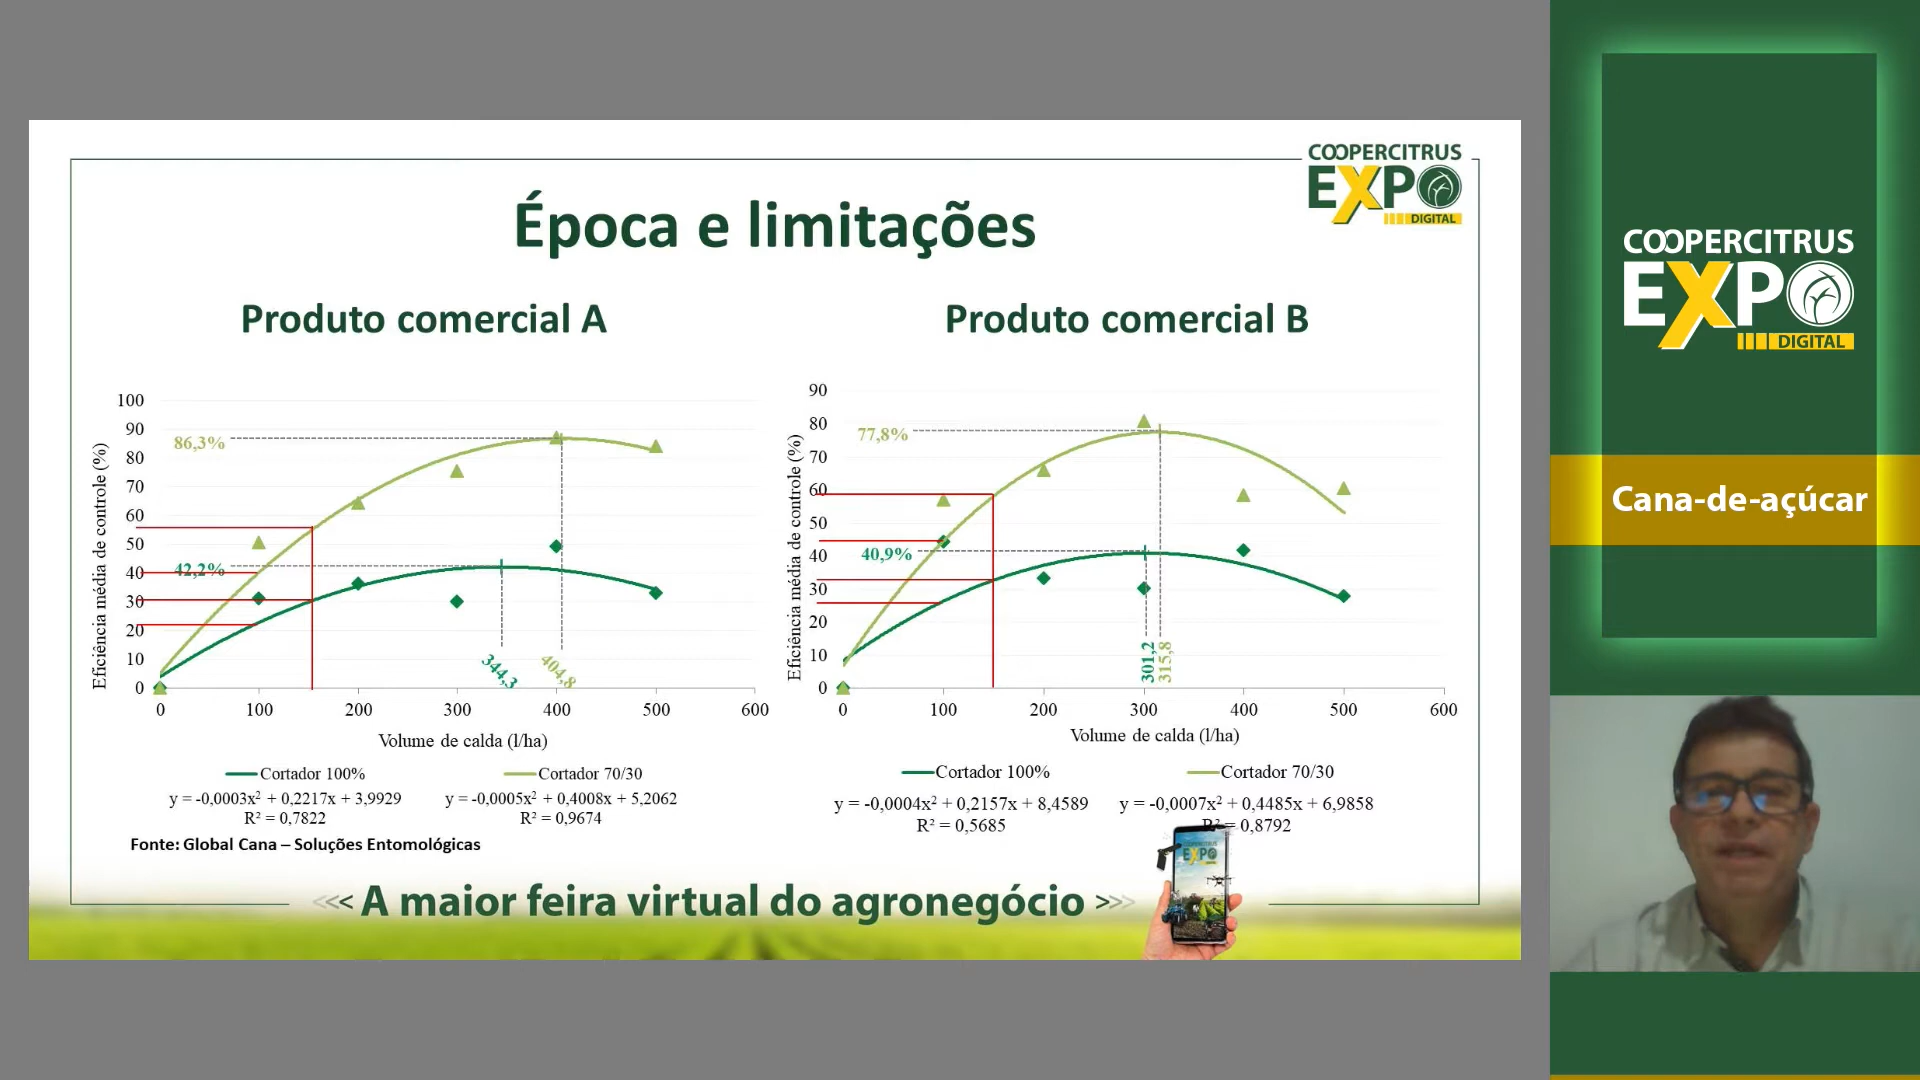 COOPERCITRUS
EXPO
DIGITAL
Época e limitações
Produto comercial A
Produto comercial B
Eficiência média de controle (%)
100
90
80
70
60
50
40
30
20
10
0
86,3%
42,2%
344,3
404,8
0 100 200 300 400 500 600
Volume de calda (l/ha)
Cortador 100% Cortador 70/30
y = -0,0003x² + 0,2217x + 3,9929 y = -0,0005x² + 0,4008x + 5,2062
R² = 0,7822 R² = 0,9674
Eficiência média de controle (%)
90
80
70
60
50
40
30
20
10
0
77,8%
40,9%
301,2
315,8
0 100 200 300 400 500 600
Volume de calda (l/ha)
Cortador 100% Cortador 70/30
y = -0,0004x² + 0,2157x + 8,4589 y = -0,0007x² + 0,4485x + 6,9858
R² = 0,5685 R² = 0,8792
Fonte: Global Cana – Soluções Entomológicas
<<< A maior feira virtual do agronegócio >>>
EXPO
COOPERCITRUS
EXPO
DIGITAL
Cana-de-açúcar